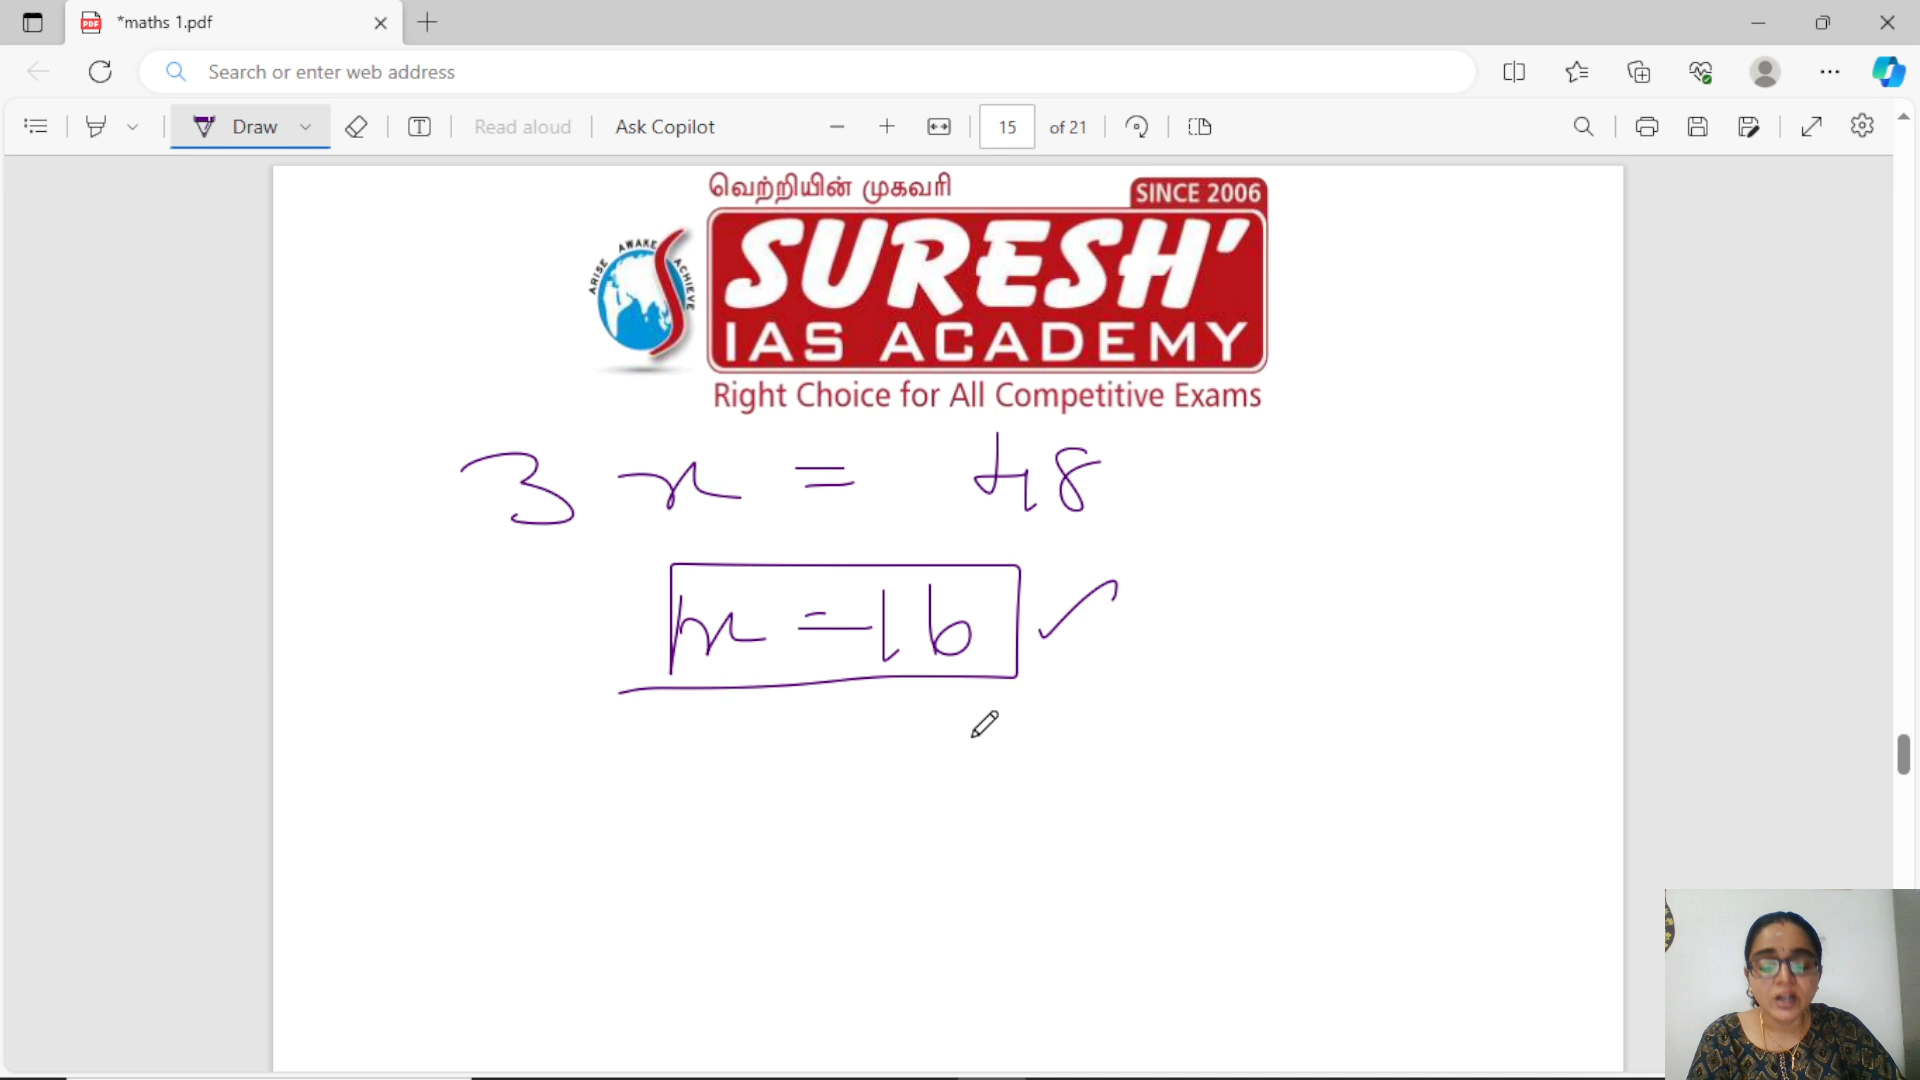 *maths 1.pdf
Search or enter web address
Draw
Read aloud
Ask Copilot
15 of 21
வெற்றியின் முகவரி
SINCE 2006
ARISE AWAKE ACHIEVE
SURESH'
IAS ACADEMY
Right Choice for All Competitive Exams
3x = 48
x = 16